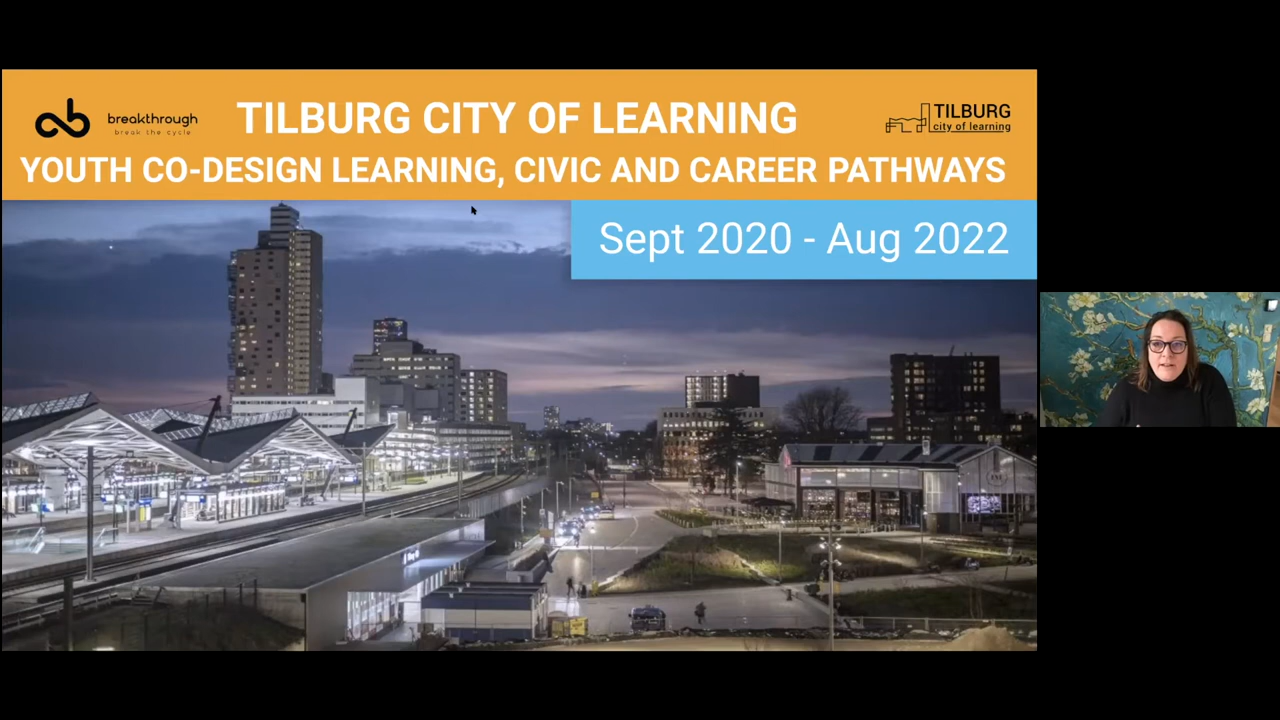 breakthrough
break the cycle
TILBURG CITY OF LEARNING
TILBURG
city of learning
YOUTH CO-DESIGN LEARNING, CIVIC AND CAREER PATHWAYS
Sept 2020 - Aug 2022